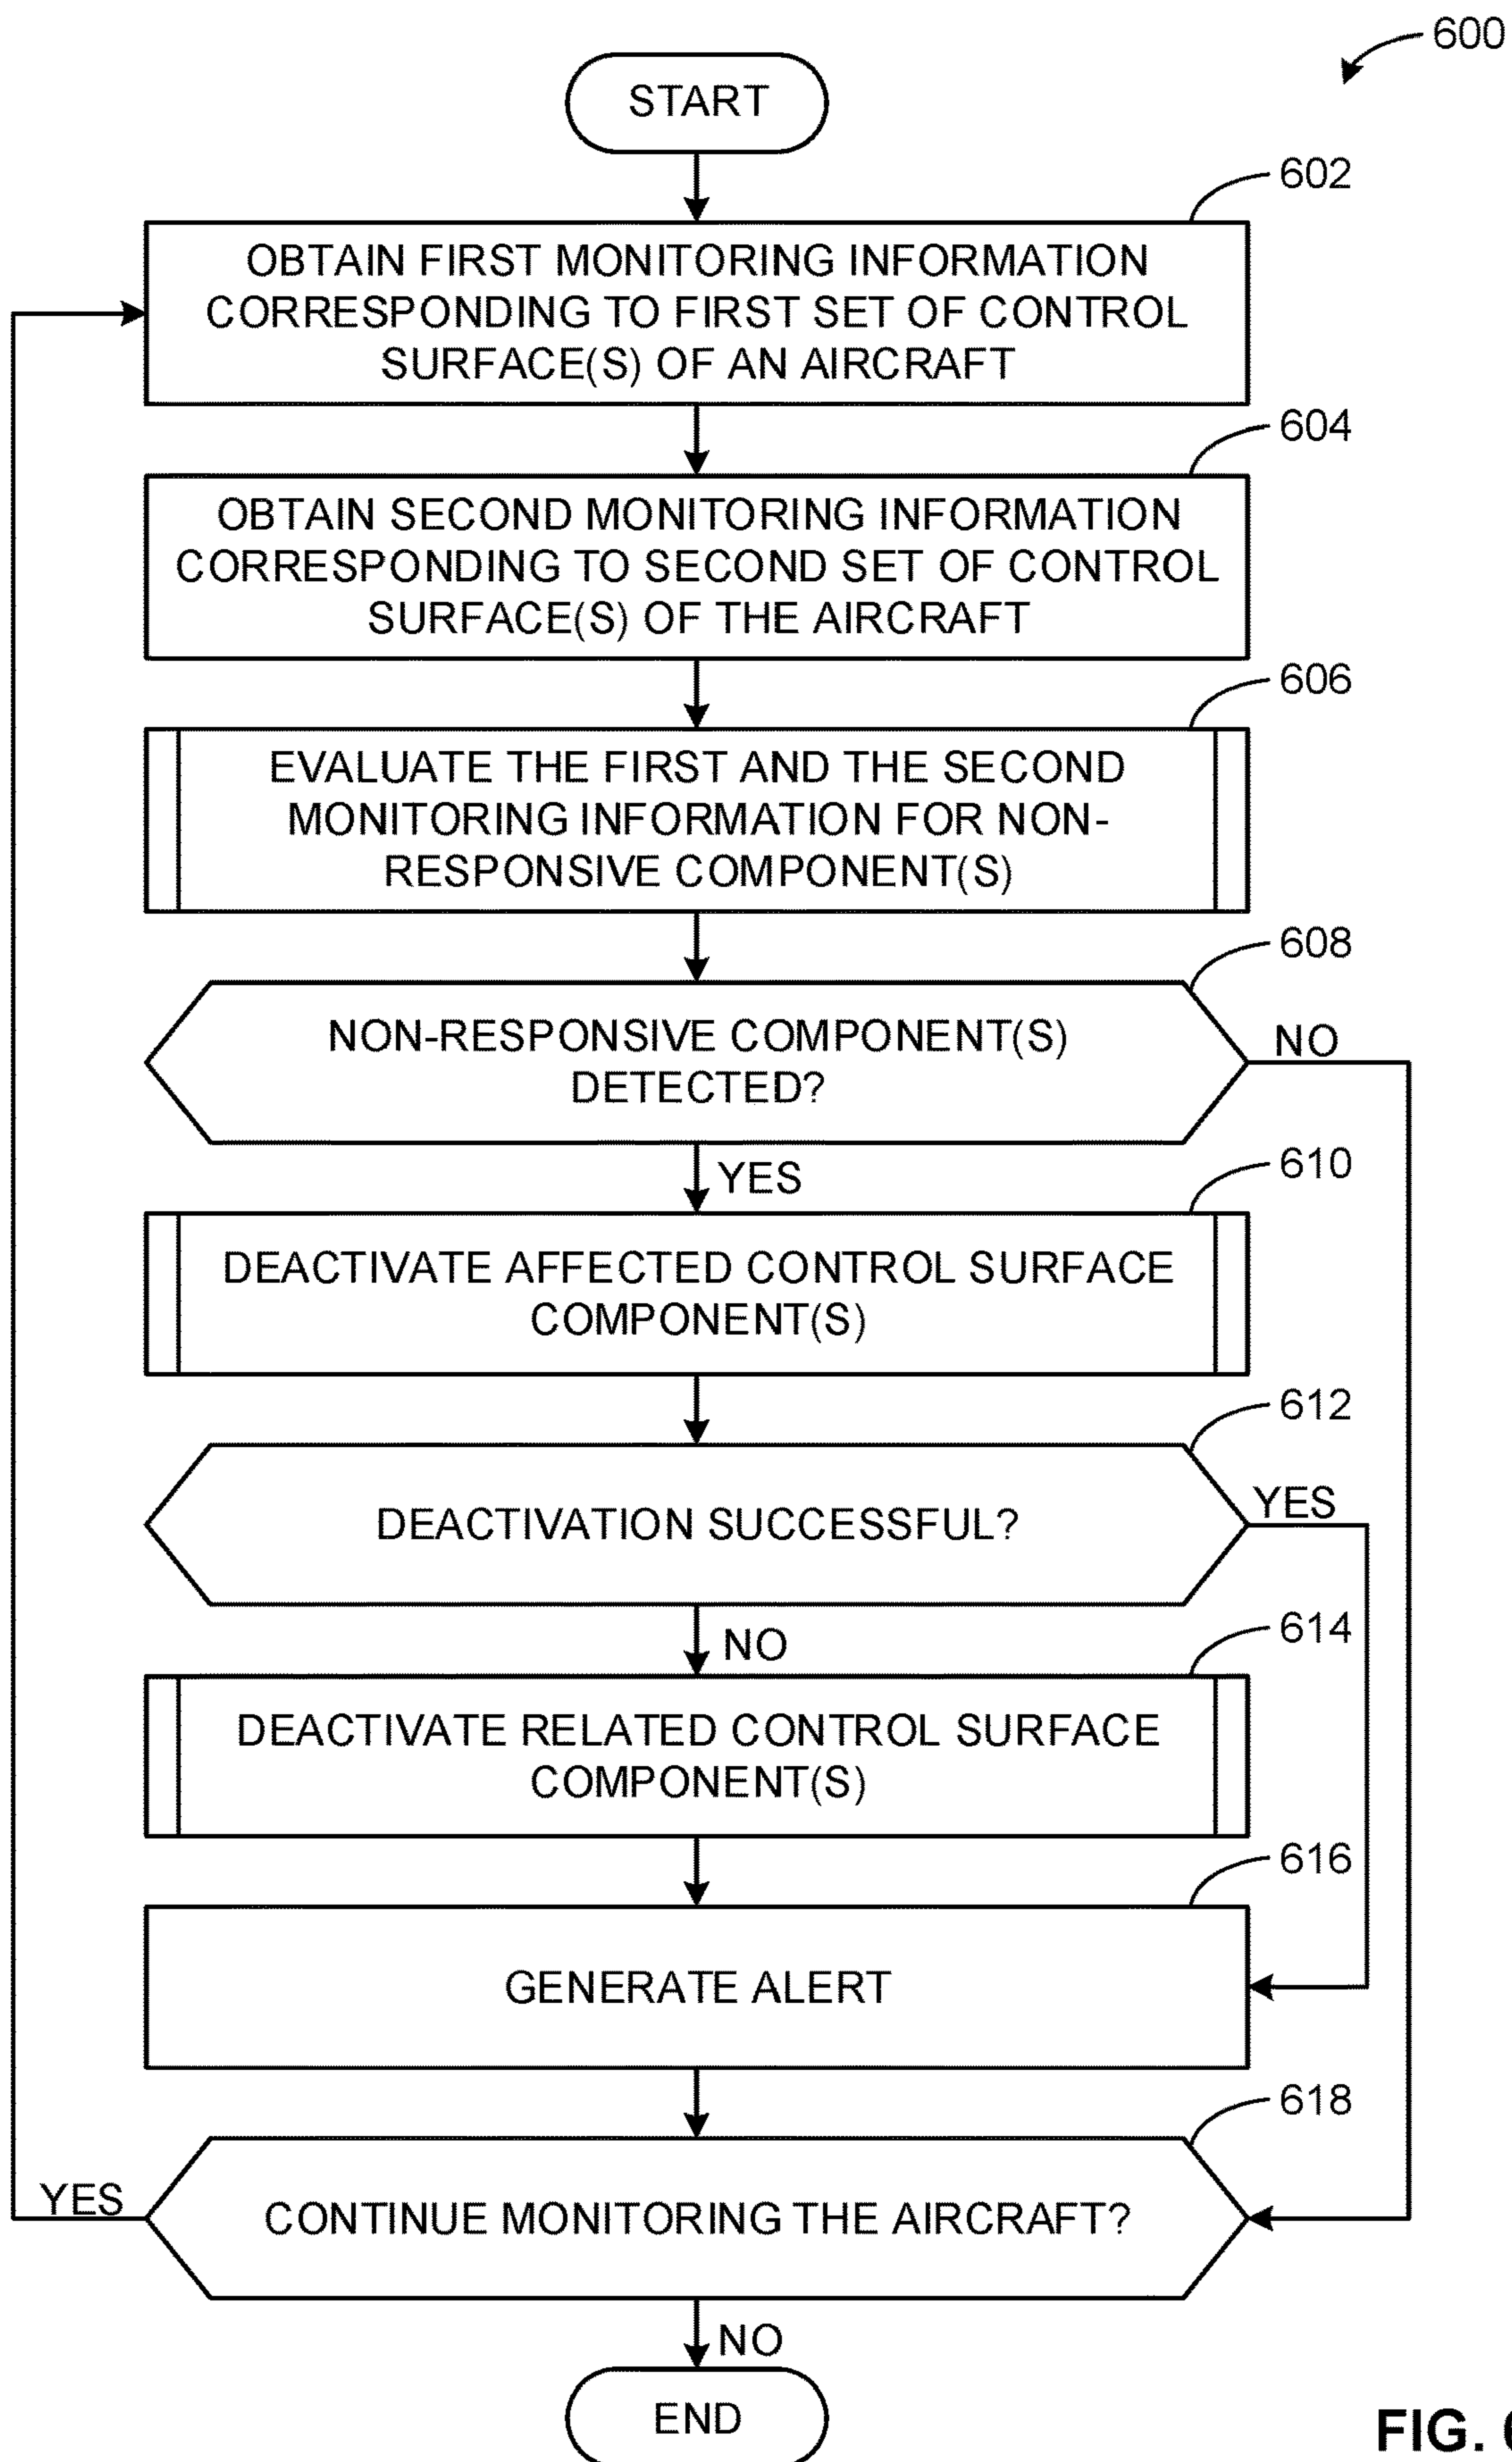 600
START
602
OBTAIN FIRST MONITORING INFORMATION
CORRESPONDING TO FIRST SET OF CONTROL
SURFACE(S) OF AN AIRCRAFT
604
OBTAIN SECOND MONITORING INFORMATION
CORRESPONDING TO SECOND SET OF CONTROL
SURFACE(S) OF THE AIRCRAFT
606
EVALUATE THE FIRST AND THE SECOND
MONITORING INFORMATION FOR NON-
RESPONSIVE COMPONENT(S)
608
NON-RESPONSIVE COMPONENT(S)
DETECTED?
NO
YES
610
DEACTIVATE AFFECTED CONTROL SURFACE
COMPONENT(S)
612
DEACTIVATION SUCCESSFUL?
YES
NO
614
DEACTIVATE RELATED CONTROL SURFACE
COMPONENT(S)
616
GENERATE ALERT
618
CONTINUE MONITORING THE AIRCRAFT?
YES
NO
END
FIG.